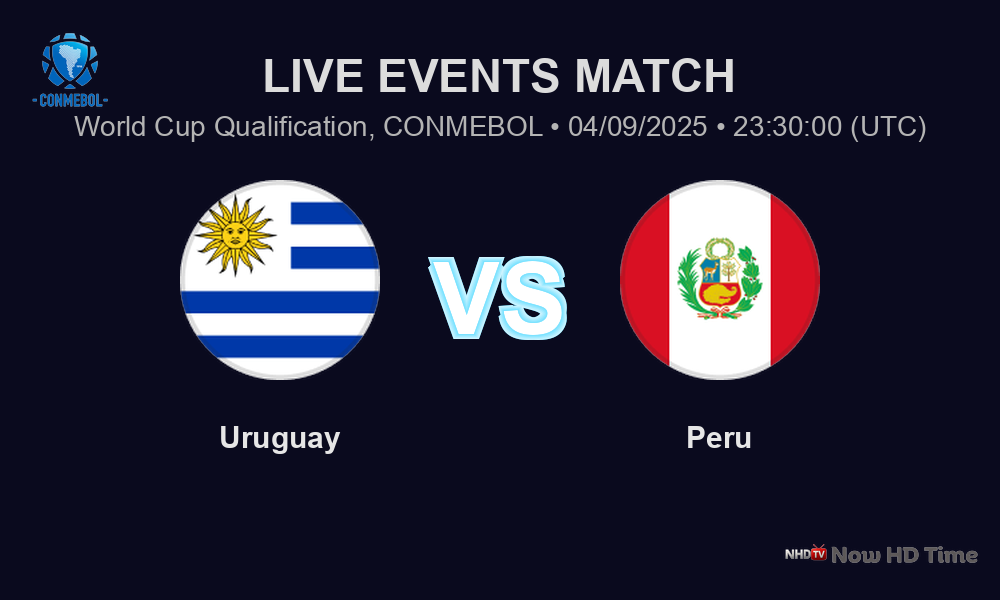 -CONMEBOL-
LIVE EVENTS MATCH
World Cup Qualification, CONMEBOL • 04/09/2025 • 23:30:00 (UTC)
VS
Uruguay
Peru
NHDTV Now HD Time